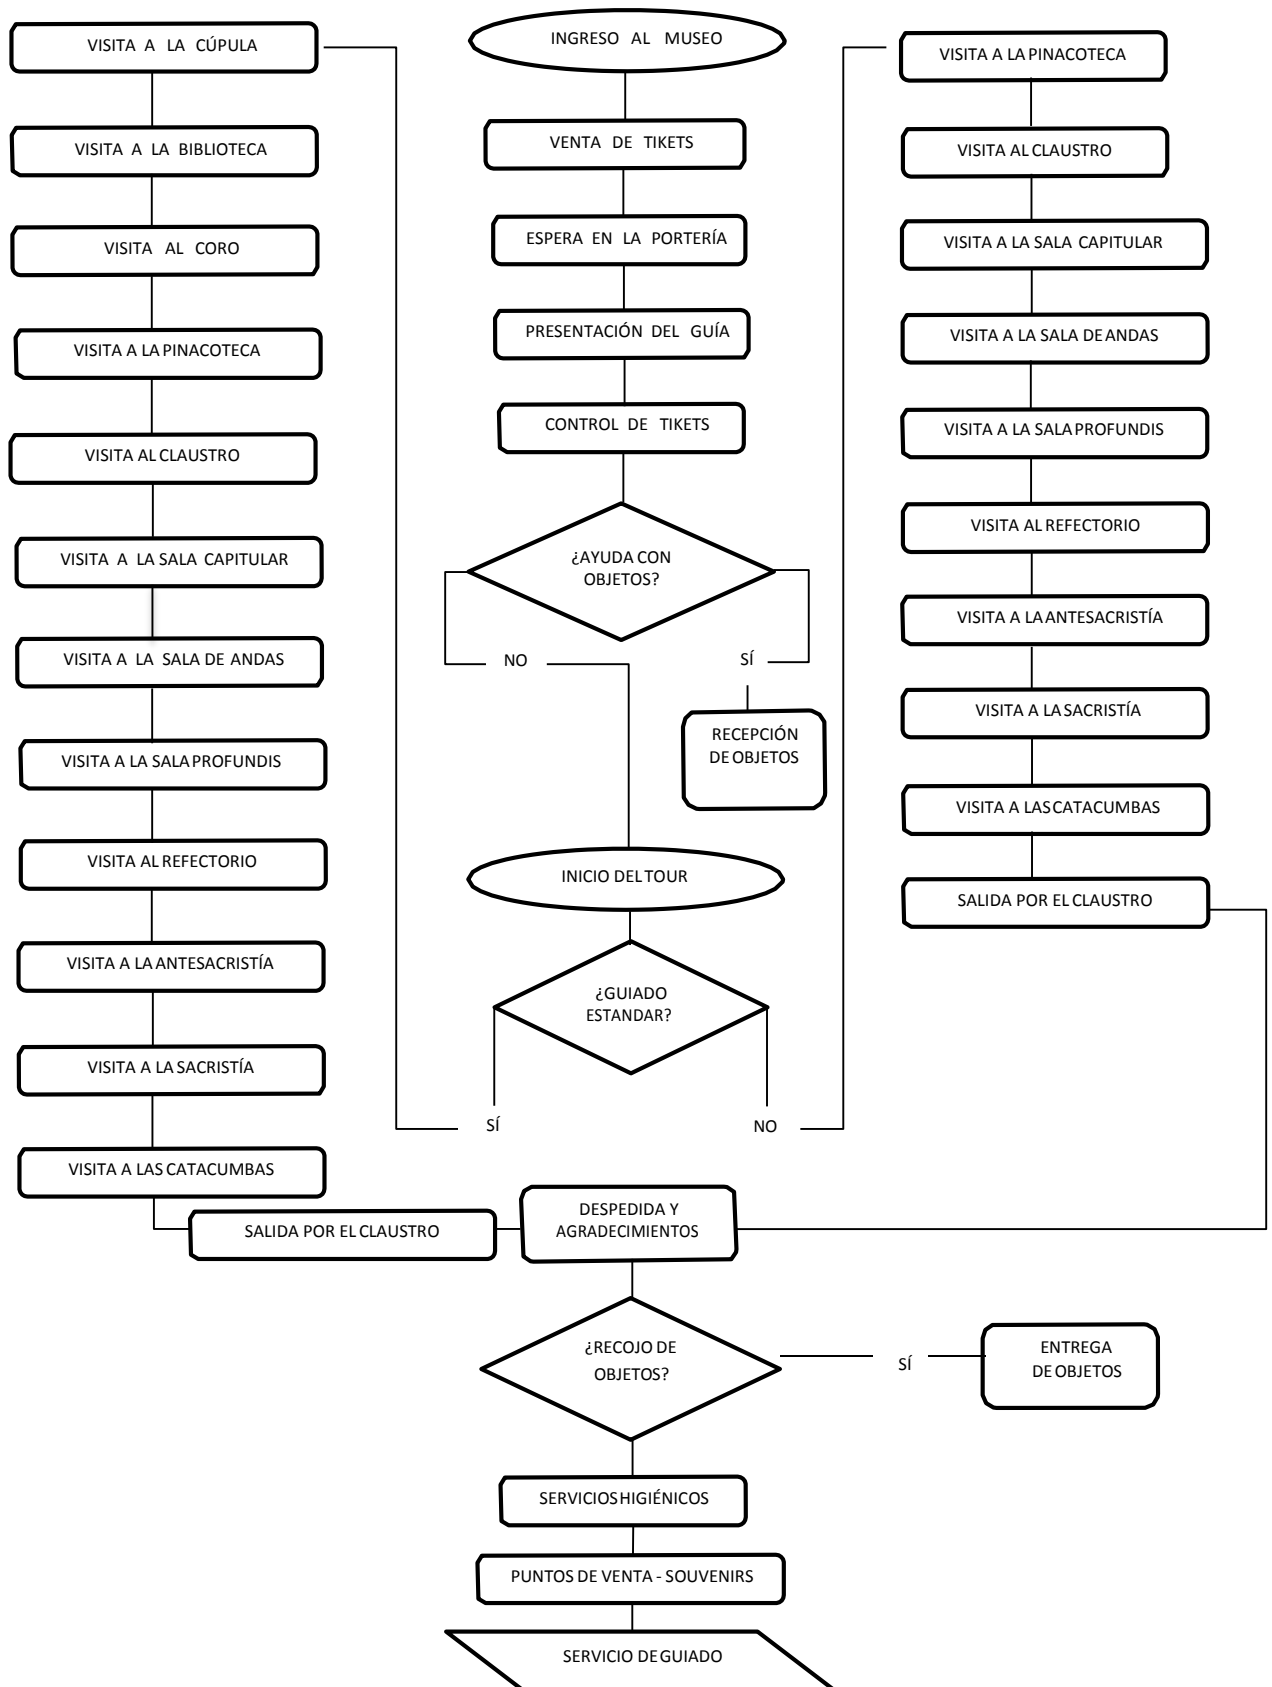 VISITA A LA CÚPULA
VISITA A LA BIBLIOTECA
VISITA AL CORO
VISITA A LA PINACOTECA
VISITA AL CLAUSTRO
VISITA A LA SALA CAPITULAR
VISITA A LA SALA DE ANDAS
VISITA A LA SALA PROFUNDIS
VISITA AL REFECTORIO
VISITA A LA ANTESACRISTÍA
VISITA A LA SACRISTÍA
VISITA A LAS CATACUMBAS
SALIDA POR EL CLAUSTRO
INGRESO AL MUSEO
VENTA DE TIKETS
ESPERA EN LA PORTERÍA
PRESENTACIÓN DEL GUÍA
CONTROL DE TIKETS
¿AYUDA CON
OBJETOS?
NO
SÍ
RECEPCIÓN
DE OBJETOS
INICIO DEL TOUR
¿GUIADO
ESTANDAR?
SÍ
NO
VISITA A LA PINACOTECA
VISITA AL CLAUSTRO
VISITA A LA SALA CAPITULAR
VISITA A LA SALA DE ANDAS
VISITA A LA SALA PROFUNDIS
VISITA AL REFECTORIO
VISITA A LA ANTESACRISTÍA
VISITA A LA SACRISTÍA
VISITA A LAS CATACUMBAS
SALIDA POR EL CLAUSTRO
DESPEDIDA Y
AGRADECIMIENTOS
¿RECOJO DE
OBJETOS?
SÍ
ENTREGA
DE OBJETOS
SERVICIOS HIGIÉNICOS
PUNTOS DE VENTA - SOUVENIRS
SERVICIO DE GUIADO